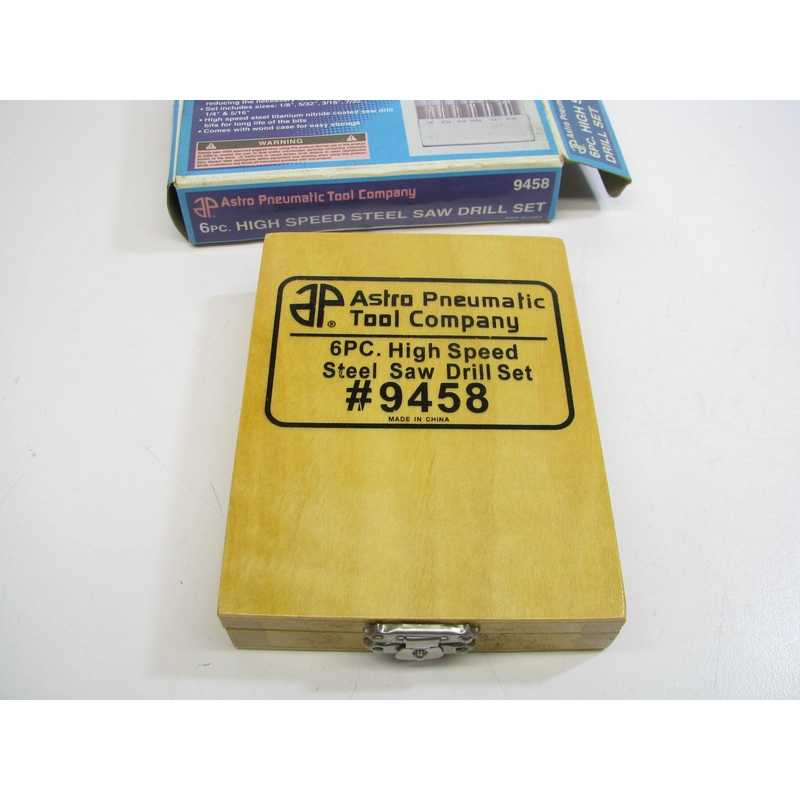 reducing the necessary
• Set includes sizes: 1/8", 5/32", 3/16", 7/32"
1/4" & 5/16"
• High speed steel titanium nitride coated saw drill
bits for long life of the bits
• Comes with wood case for easy storage
WARNING
AP Astro Pneumatic Tool Company
9458
6PC. HIGH SPEED STEEL SAW DRILL SET
AP Astro Pneumatic
6PC. HIGH S
DRILL SET
AP® Astro Pneumatic
Tool Company
6PC. High Speed
Steel Saw Drill Set
#9458
MADE IN CHINA